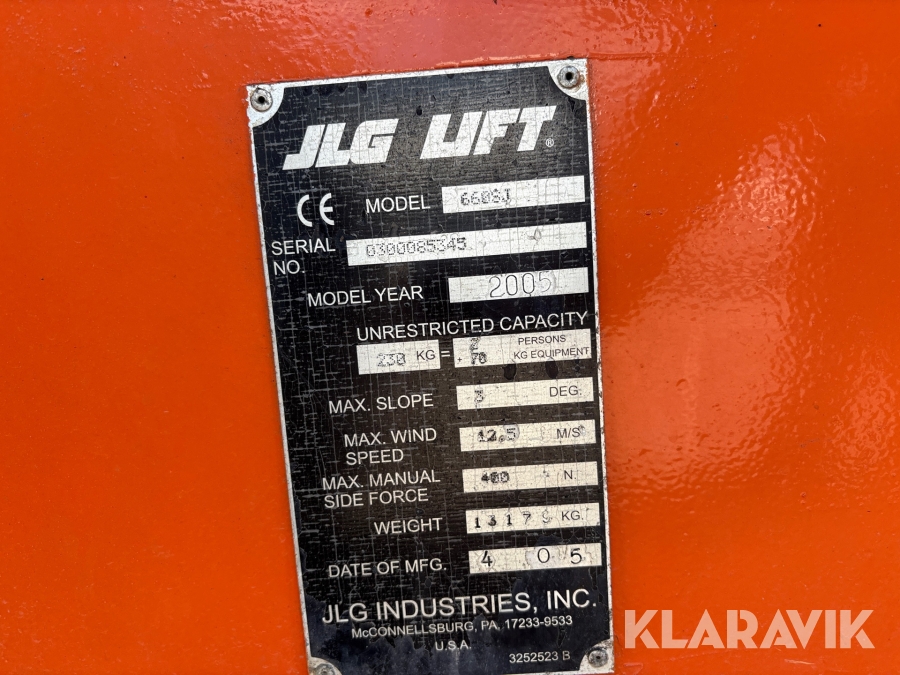 JLG LIFT®
CE MODEL 660SJ
SERIAL NO. 0300085345
MODEL YEAR 2005
UNRESTRICTED CAPACITY
230 KG = 2 PERSONS
+ 70 KG EQUIPMENT
MAX. SLOPE 3 DEG.
MAX. WIND SPEED 12.5 M/S
MAX. MANUAL SIDE FORCE 400 N.
WEIGHT KG.
DATE OF MFG. 4 05
JLG INDUSTRIES, INC.
McCONNELLSBURG, PA. 17233-9533
U.S.A.
3252523 B
KLARAVIK